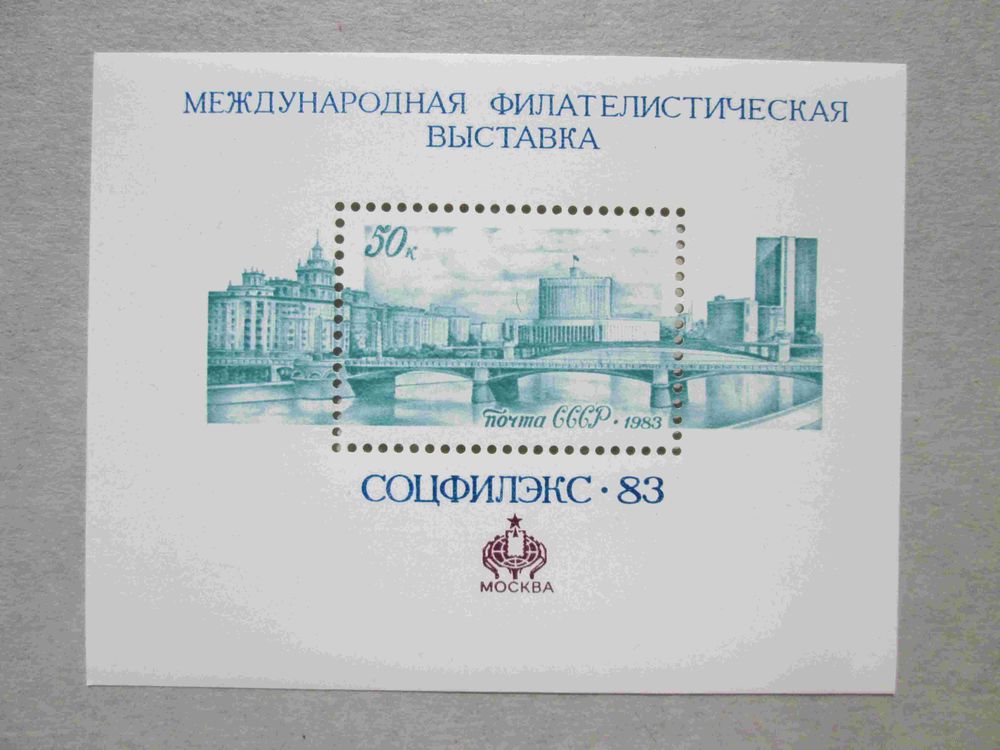 МЕЖДУНАРОДНАЯ ФИЛАТЕЛИСТИЧЕСКАЯ
ВЫСТАВКА
50к
почта СССР · 1983
СОЦФИЛЭКС · 83
МОСКВА